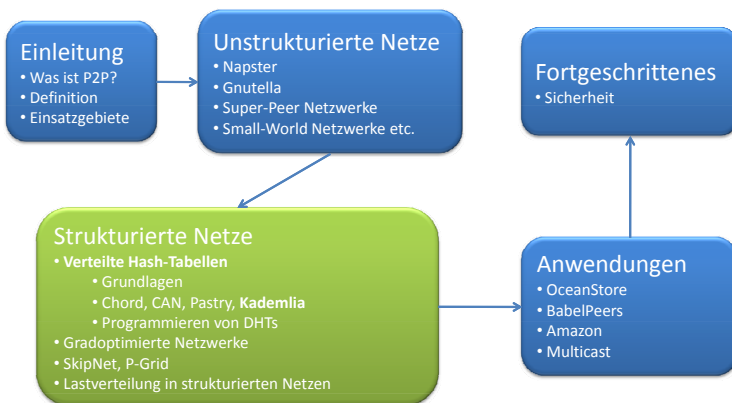 Einleitung
• Was ist P2P?
• Definition
• Einsatzgebiete
Unstrukturierte Netze
• Napster
• Gnutella
• Super-Peer Netzwerke
• Small-World Netzwerke etc.
Strukturierte Netze
• Verteilte Hash-Tabellen
• Grundlagen
• Chord, CAN, Pastry, Kademlia
• Programmieren von DHTs
• Gradoptimierte Netzwerke
• SkipNet, P-Grid
• Lastverteilung in strukturierten Netzen
Anwendungen
• OceanStore
• BabelPeers
• Amazon
• Multicast
Fortgeschrittenes
• Sicherheit